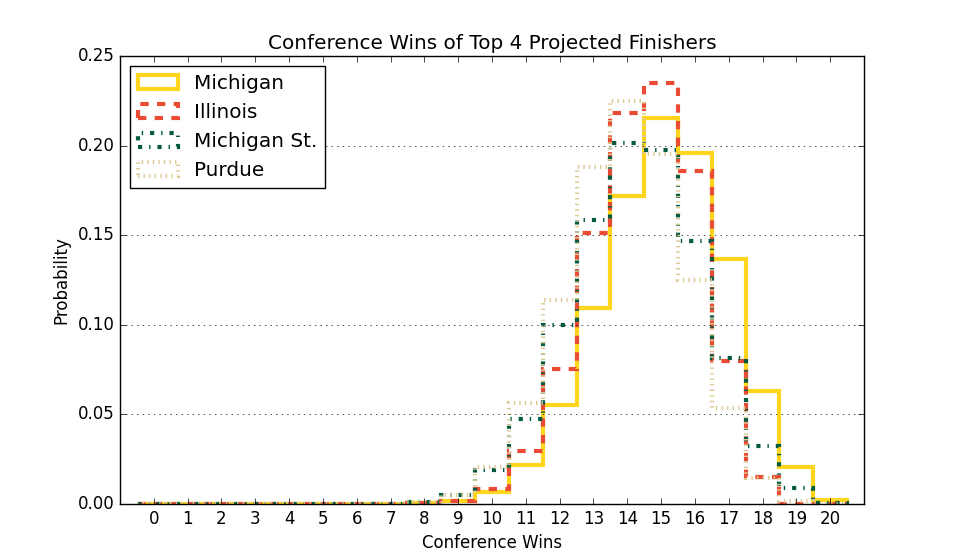 Conference Wins of Top 4 Projected Finishers
0.25
0.20
0.15
0.10
0.05
0.00
Probability
Michigan
Illinois
Michigan St.
Purdue
0 1 2 3 4 5 6 7 8 9 10 11 12 13 14 15 16 17 18 19 20
Conference Wins